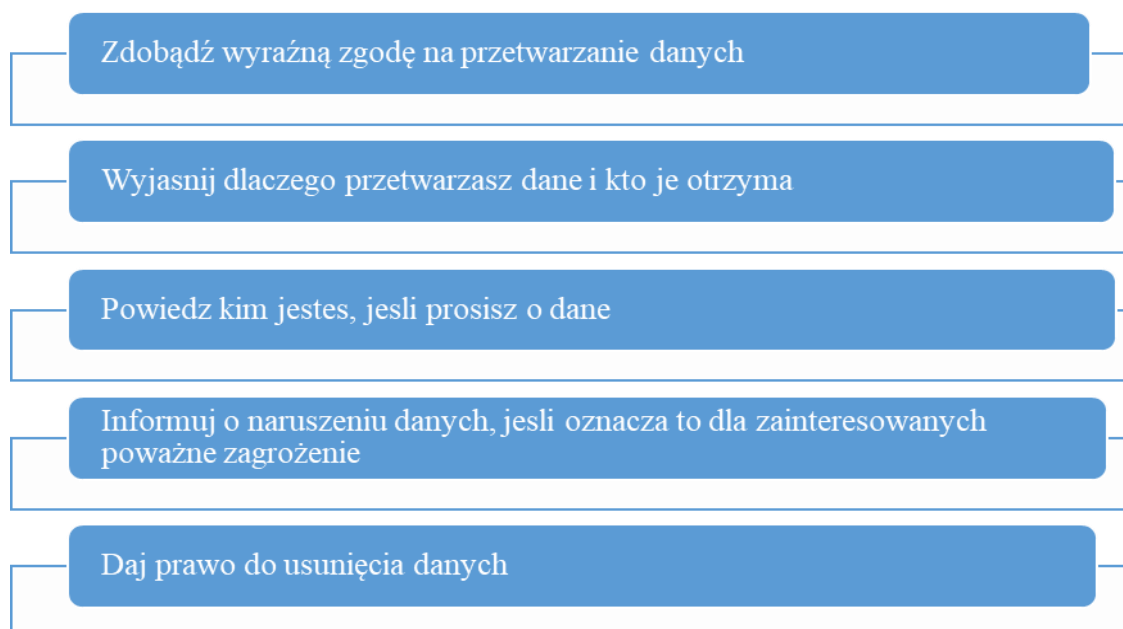 Zdobądź wyraźną zgodę na przetwarzanie danych
Wyjasnij dlaczego przetwarzasz dane i kto je otrzyma
Powiedz kim jestes, jesli prosisz o dane
Informuj o naruszeniu danych, jesli oznacza to dla zainteresowanych
poważne zagrożenie
Daj prawo do usunięcia danych